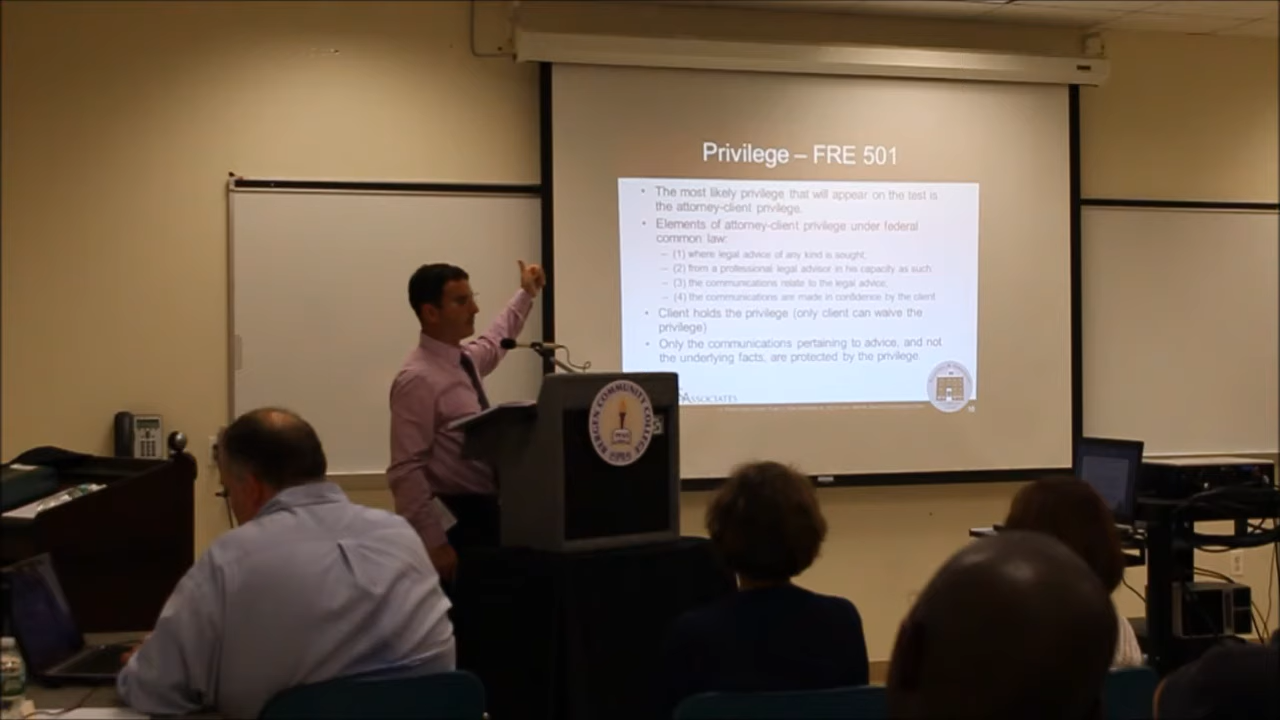 Privilege – FRE 501
• The most likely privilege that will appear on the test is
the attorney-client privilege.
• Elements of attorney-client privilege under federal
common law:
– (1) where legal advice of any kind is sought;
– (2) from a professional legal advisor in his capacity as such;
– (3) the communications relate to the legal advice;
– (4) the communications are made in confidence by the client
• Client holds the privilege (only client can waive the
privilege)
• Only the communications pertaining to advice, and not
the underlying facts, are protected by the privilege.
ASSOCIATES
BERGEN COMMUNITY COLLEGE